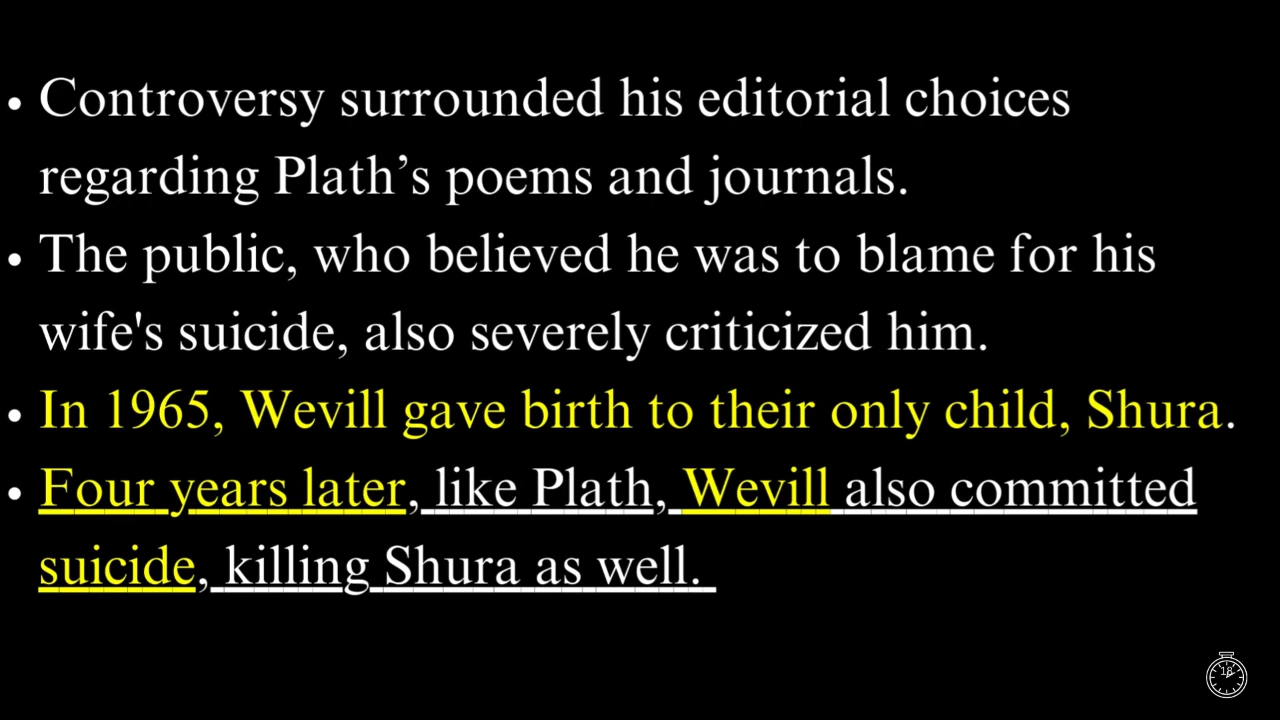 • Controversy surrounded his editorial choices
regarding Plath’s poems and journals.
• The public, who believed he was to blame for his
wife's suicide, also severely criticized him.
• In 1965, Wevill gave birth to their only child, Shura.
• Four years later, like Plath, Wevill also committed
suicide, killing Shura as well.
18